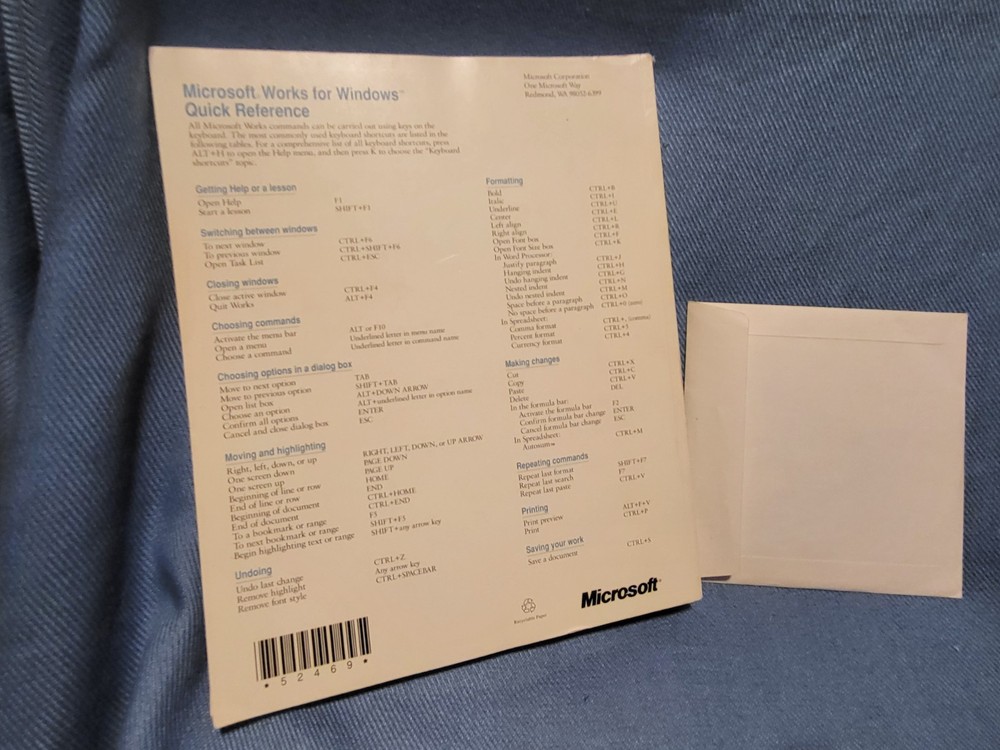 Microsoft Works for Windows™
Quick Reference
All Microsoft Works commands can be carried out using keys on the
keyboard. The most commonly used keyboard shortcuts are listed in the
following tables. For a comprehensive list of all keyboard shortcuts, press
ALT+H to open the Help menu, and then press K to choose the "Keyboard
shortcuts" topic.
Microsoft Corporation
One Microsoft Way
Redmond, WA 98052-6399
Getting Help or a lesson
Open Help F1
Start a lesson SHIFT+F1
Switching between windows
To next window CTRL+F6
To previous window CTRL+SHIFT+F6
Open Task List CTRL+ESC
Closing windows
Close active window CTRL+F4
Quit Works ALT+F4
Choosing commands
Activate the menu bar ALT or F10
Open a menu Underlined letter in menu name
Choose a command Underlined letter in command name
Choosing options in a dialog box
Move to next option TAB
Move to previous option SHIFT+TAB
Open list box ALT+DOWN ARROW
Choose an option ALT+underlined letter in option name
Confirm all options ENTER
Cancel and close dialog box ESC
Moving and highlighting
Right, left, down, or up RIGHT, LEFT, DOWN, or UP ARROW
One screen down PAGE DOWN
One screen up PAGE UP
Beginning of line or row HOME
End of line or row END
Beginning of document CTRL+HOME
End of document CTRL+END
To a bookmark or range F5
To next bookmark or range SHIFT+F5
Begin highlighting text or range SHIFT+any arrow key
Undoing
Undo last change CTRL+Z
Remove highlight Any arrow key
Remove font style CTRL+SPACEBAR
*52469*
Formatting
Bold CTRL+B
Italic CTRL+I
Underline CTRL+U
Center CTRL+E
Left align CTRL+L
Right align CTRL+R
Open Font box CTRL+F
Open Font Size box CTRL+K
In Word Processor:
Justify paragraph CTRL+J
Hanging indent CTRL+H
Undo hanging indent CTRL+G
Nested indent CTRL+N
Undo nested indent CTRL+M
Space before a paragraph CTRL+O
No space before a paragraph CTRL+0 (zero)
In Spreadsheet:
Comma format CTRL+, (comma)
Percent format CTRL+5
Currency format CTRL+4
Making changes
Cut CTRL+X
Copy CTRL+C
Paste CTRL+V
Delete DEL
In the formula bar:
Activate the formula bar F2
Confirm formula bar change ENTER
Cancel formula bar change ESC
In Spreadsheet:
Autosum™ CTRL+M
Repeating commands
Repeat last format SHIFT+F7
Repeat last search F7
Repeat last paste CTRL+V
Printing
Print preview ALT+F+V
Print CTRL+P
Saving your work
Save a document CTRL+S
Recyclable Paper
Microsoft®